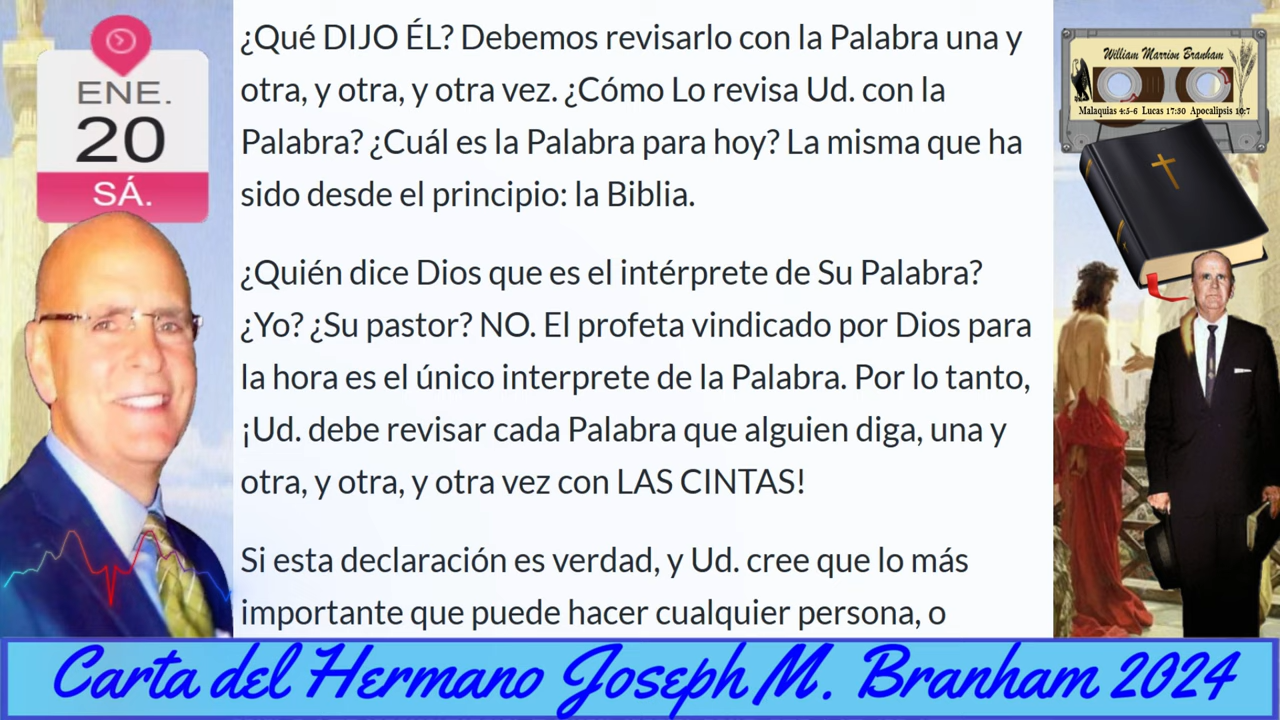 ENE.
20
SÁ.
¿Qué DIJO ÉL? Debemos revisarlo con la Palabra una y
otra, y otra, y otra vez. ¿Cómo Lo revisa Ud. con la
Palabra? ¿Cuál es la Palabra para hoy? La misma que ha
sido desde el principio: la Biblia.
¿Quién dice Dios que es el intérprete de Su Palabra?
¿Yo? ¿Su pastor? NO. El profeta vindicado por Dios para
la hora es el único interprete de la Palabra. Por lo tanto,
¡Ud. debe revisar cada Palabra que alguien diga, una y
otra, y otra, y otra vez con LAS CINTAS!
Si esta declaración es verdad, y Ud. cree que lo más
importante que puede hacer cualquier persona, o
William Marrion Branham
Malaquias 4:5-6 Lucas 17:30 Apocalipsis 10:7
Carta del Hermano Joseph M. Branham 2024